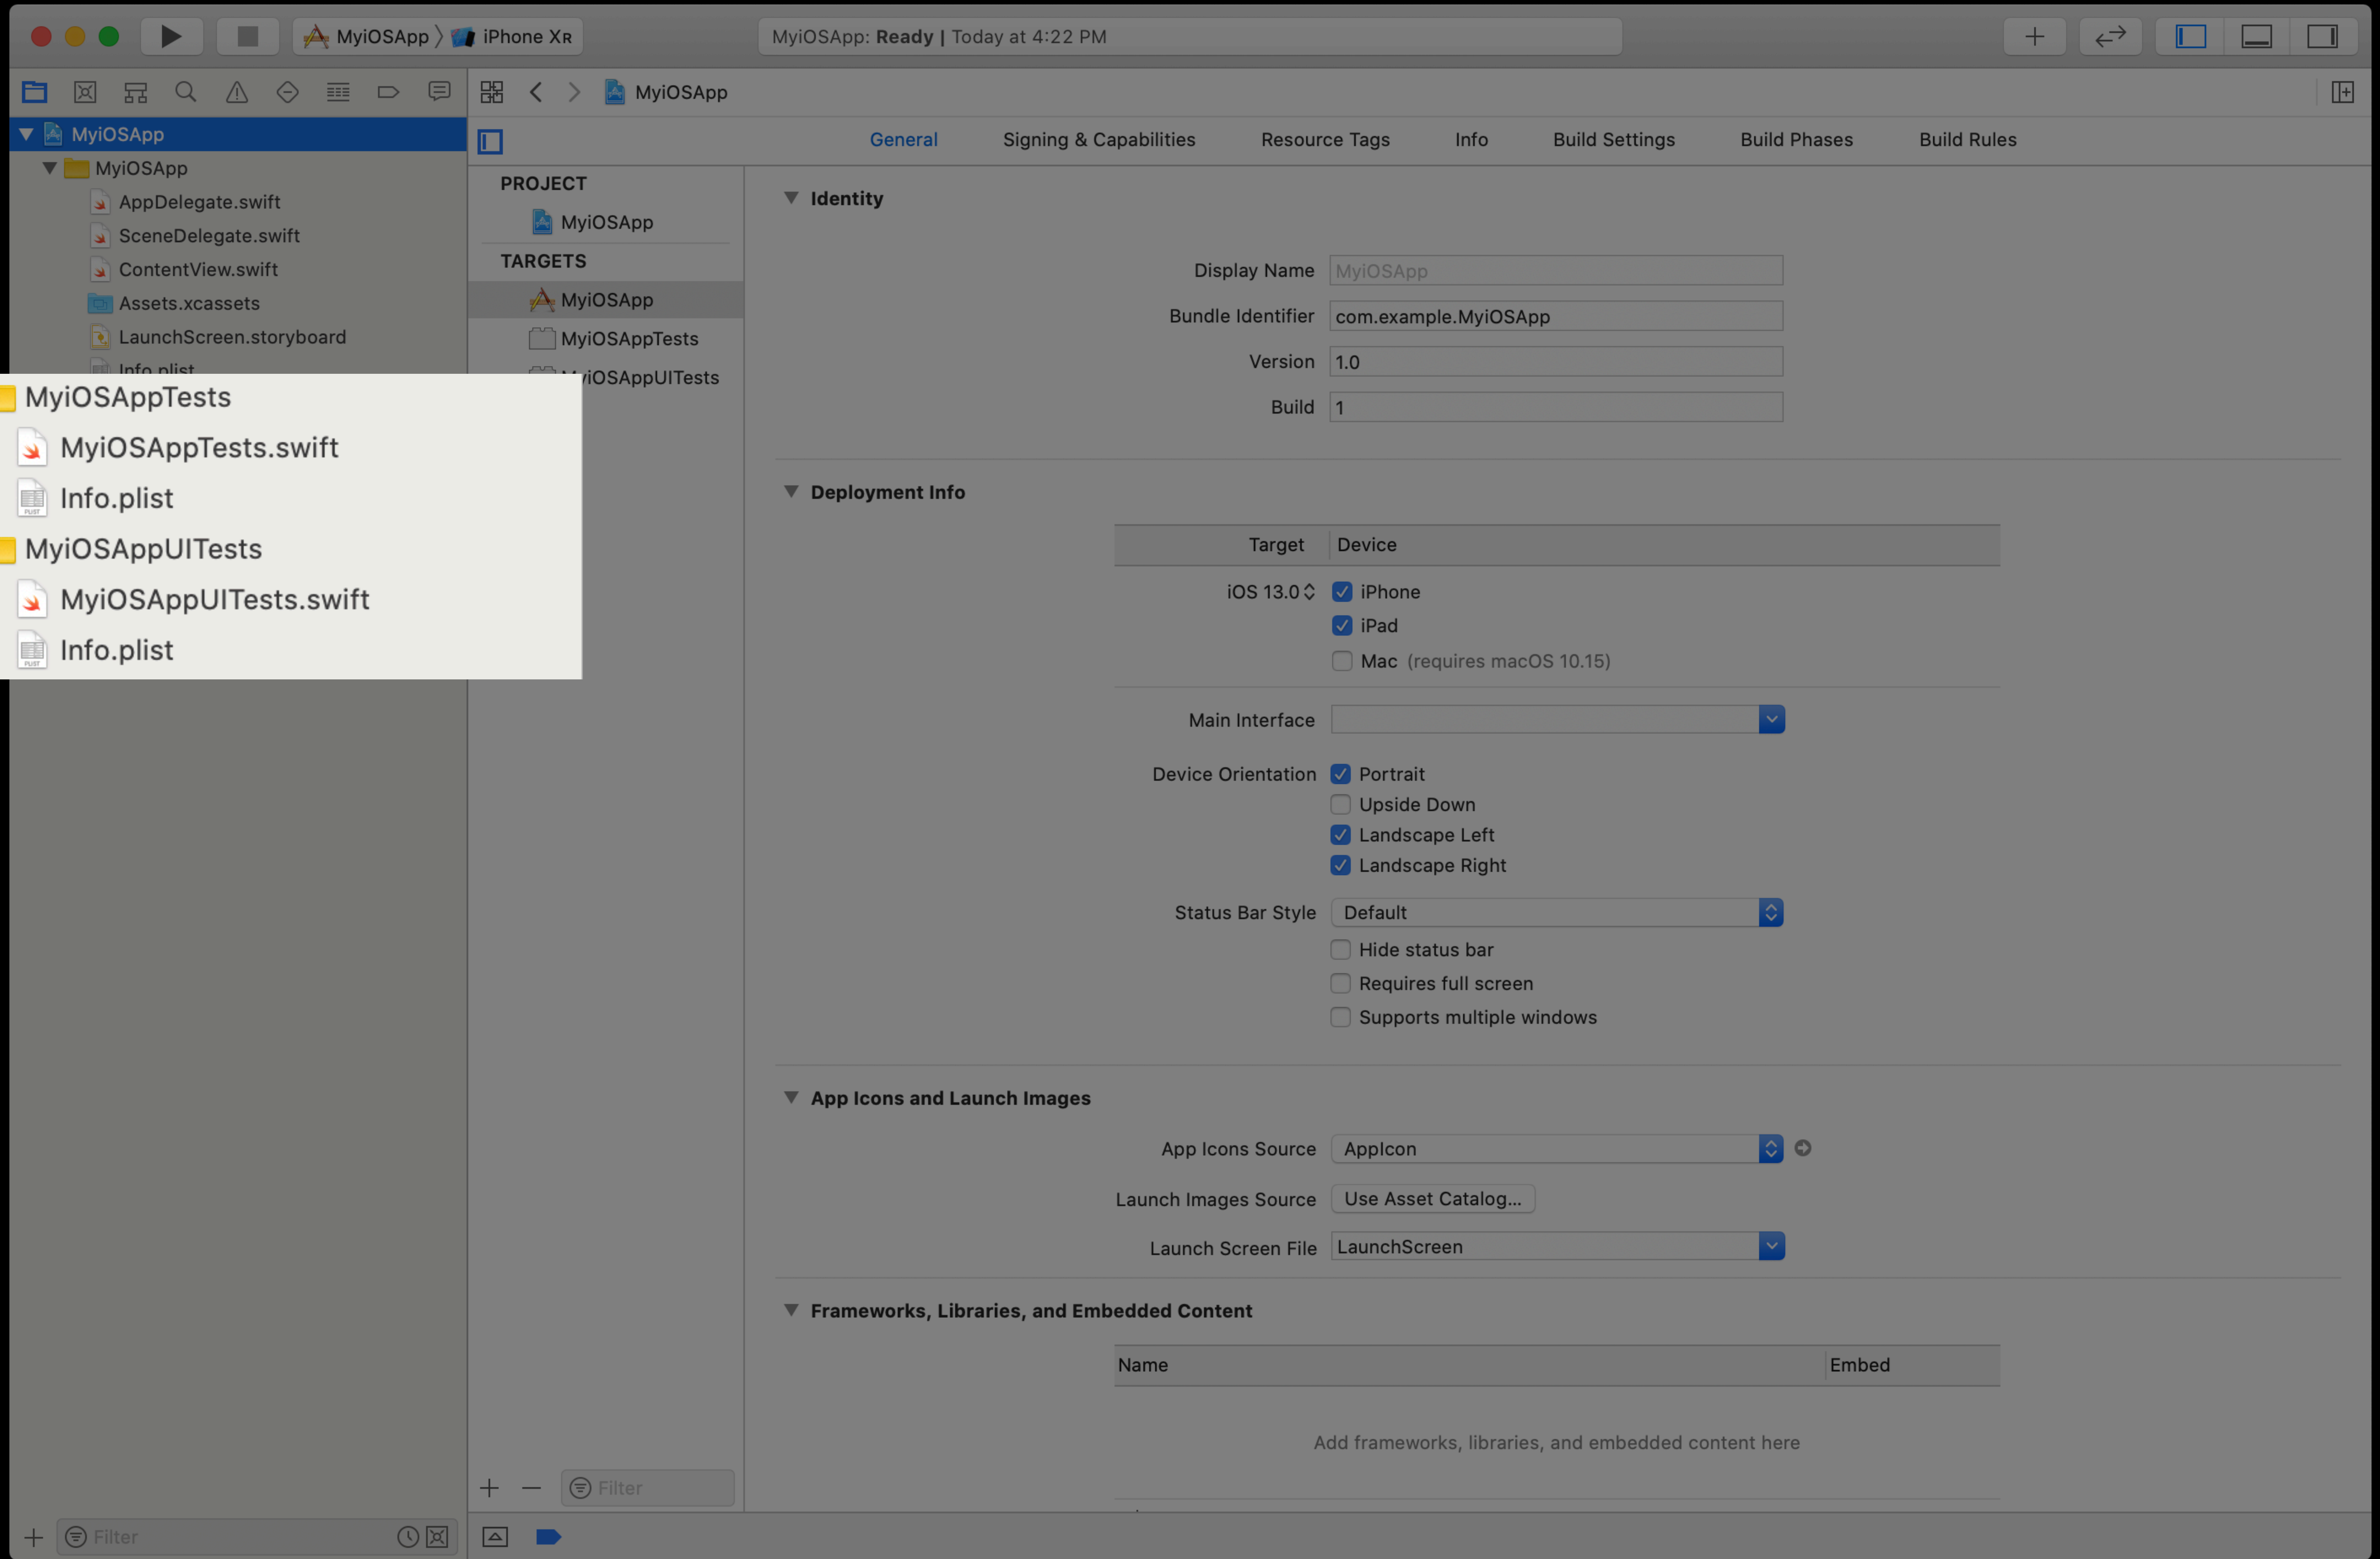 MyiOSApp iPhone XR
MyiOSApp: Ready | Today at 4:22 PM
MyiOSApp
MyiOSApp
MyiOSApp
AppDelegate.swift
SceneDelegate.swift
ContentView.swift
Assets.xcassets
LaunchScreen.storyboard
Info.plist
MyiOSAppTests
MyiOSAppTests.swift
Info.plist
MyiOSAppUITests
MyiOSAppUITests.swift
Info.plist
Filter
General Signing & Capabilities Resource Tags Info Build Settings Build Phases Build Rules
PROJECT
MyiOSApp
TARGETS
MyiOSApp
MyiOSAppTests
MyiOSAppUITests
Filter
Identity
Display Name MyiOSApp
Bundle Identifier com.example.MyiOSApp
Version 1.0
Build 1
Deployment Info
Target Device
iOS 13.0 iPhone
iPad
Mac (requires macOS 10.15)
Main Interface
Device Orientation Portrait
Upside Down
Landscape Left
Landscape Right
Status Bar Style Default
Hide status bar
Requires full screen
Supports multiple windows
App Icons and Launch Images
App Icons Source AppIcon
Launch Images Source Use Asset Catalog...
Launch Screen File LaunchScreen
Frameworks, Libraries, and Embedded Content
Name Embed
Add frameworks, libraries, and embedded content here